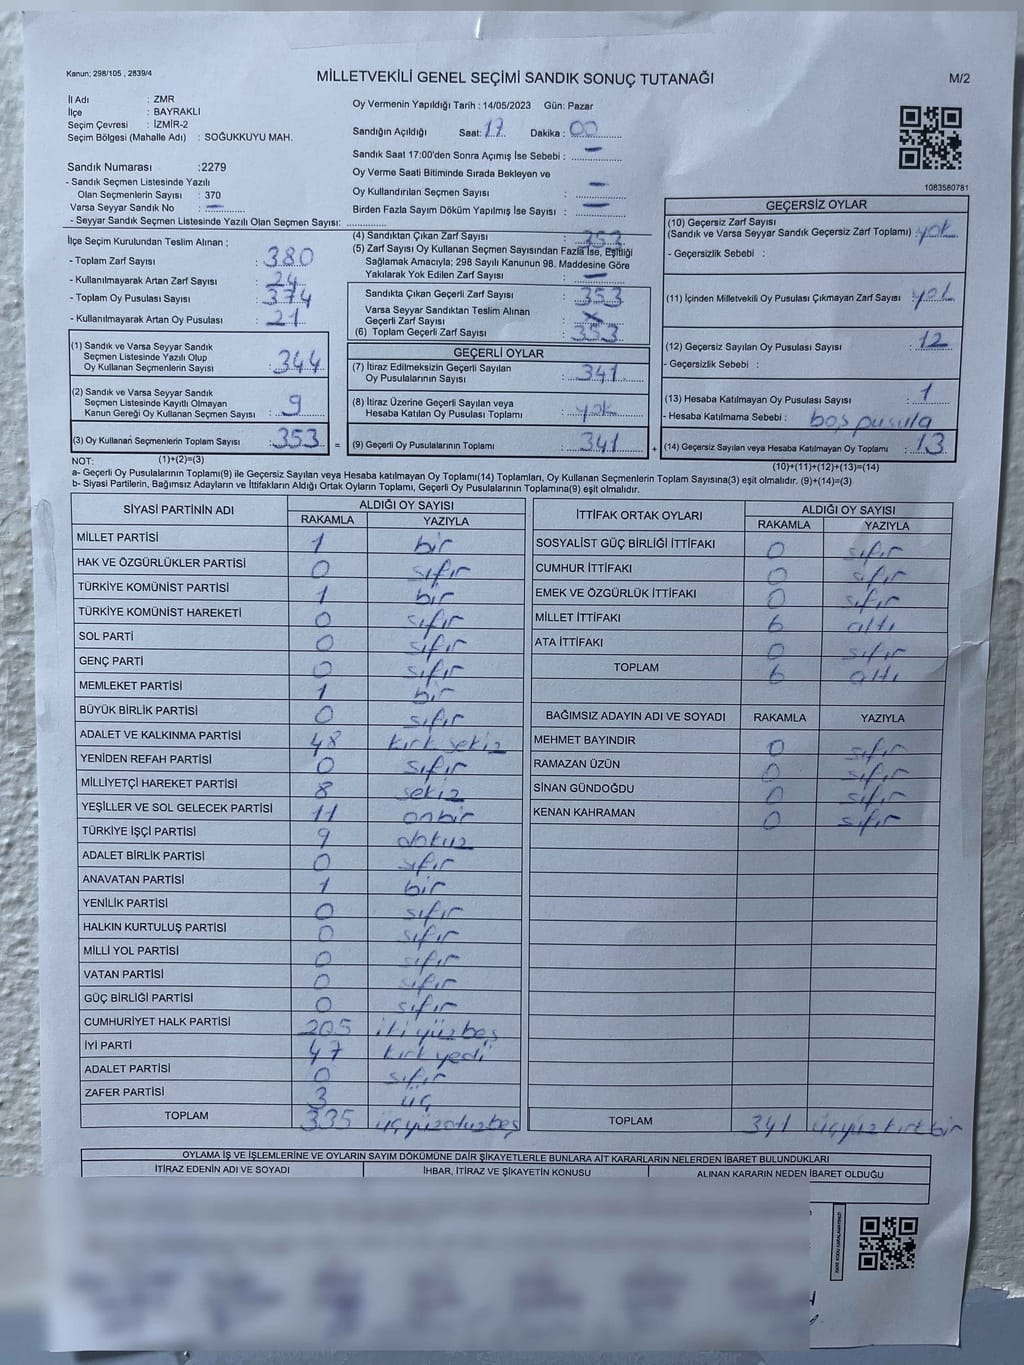 Kanun; 298/105 , 2839/4
MİLLETVEKİLİ GENEL SEÇİMİ SANDIK SONUÇ TUTANAĞI
M/2
İl Adı : ZMR
İlçe : BAYRAKLI
Seçim Çevresi : İZMİR-2
Seçim Bölgesi (Mahalle Adı) : SOĞUKKUYU MAH.
Sandık Numarası :2279
- Sandık Seçmen Listesinde Yazılı
Olan Seçmenlerin Sayısı : 370
Varsa Seyyar Sandık No : —
- Seyyar Sandık Seçmen Listesinde Yazılı Olan Seçmen Sayısı:
Oy Vermenin Yapıldığı Tarih : 14/05/2023 Gün: Pazar
Sandığın Açıldığı Saat: 17 Dakika : 00
Sandık Saat 17:00'den Sonra Açımış İse Sebebi : —
Oy Verme Saati Bitiminde Sırada Bekleyen ve
Oy Kullandırılan Seçmen Sayısı : —
Birden Fazla Sayım Döküm Yapılmış İse Sayısı : —
1083580781
İlçe Seçim Kurulundan Teslim Alınan ;
- Toplam Zarf Sayısı : 380
- Kullanılmayarak Artan Zarf Sayısı : 24
- Toplam Oy Pusulası Sayısı : 374
- Kullanılmayarak Artan Oy Pusulası : 21
(1) Sandık ve Varsa Seyyar Sandık
Seçmen Listesinde Yazılı Olup
Oy Kullanan Seçmenlerin Sayısı : 344
(2) Sandık ve Varsa Seyyar Sandık
Seçmen Listesinde Kayıtlı Olmayan
Kanun Gereği Oy Kullanan Seçmen Sayısı : 9
(3) Oy Kullanan Seçmenlerin Toplam Sayısı : 353 =
(1)+(2)=(3)
(4) Sandıktan Çıkan Zarf Sayısı : 353
(5) Zarf Sayısı Oy Kullanan Seçmen Sayısından Fazla İse, Eşitliği
Sağlamak Amacıyla; 298 Sayılı Kanunun 98. Maddesine Göre
Yakılarak Yok Edilen Zarf Sayısı : —
Sandıkta Çıkan Geçerli Zarf Sayısı : 353
Varsa Seyyar Sandıktan Teslim Alınan
Geçerli Zarf Sayısı :
(6) Toplam Geçerli Zarf Sayısı : 353
GEÇERLİ OYLAR
(7) İtiraz Edilmeksizin Geçerli Sayılan
Oy Pusulalarının Sayısı : 341
(8) İtiraz Üzerine Geçerli Sayılan veya
Hesaba Katılan Oy Pusulası Toplamı : yok
(9) Geçerli Oy Pusulalarının Toplamı : 341 +
GEÇERSİZ OYLAR
(10) Geçersiz Zarf Sayısı
(Sandık ve Varsa Seyyar Sandık Geçersiz Zarf Toplamı) : yok
- Geçersizlik Sebebi :
(11) İçinden Milletvekili Oy Pusulası Çıkmayan Zarf Sayısı yok
(12) Geçersiz Sayılan Oy Pusulası Sayısı : 12
- Geçersizlik Sebebi :
(13) Hesaba Katılmayan Oy Pusulası Sayısı : 1
- Hesaba Katılmama Sebebi : boş pusula
(14) Geçersiz Sayılan veya Hesaba Katılmayan Oy Toplamı : 13
(10)+(11)+(12)+(13)=(14)
NOT:
a- Geçerli Oy Pusulalarının Toplamı(9) ile Geçersiz Sayılan veya Hesaba katılmayan Oy Toplamı(14) Toplamları, Oy Kullanan Seçmenlerin Toplam Sayısına(3) eşit olmalıdır. (9)+(14)=(3)
b- Siyasi Partilerin, Bağımsız Adayların ve İttifakların Aldığı Ortak Oyların Toplamı, Geçerli Oy Pusulalarının Toplamına(9) eşit olmalıdır.
SİYASİ PARTİNİN ADI ALDIĞI OY SAYISI
RAKAMLA YAZIYLA
MİLLET PARTİSİ 1 bir
HAK VE ÖZGÜRLÜKLER PARTİSİ 0 sıfır
TÜRKİYE KOMÜNİST PARTİSİ 1 bir
TÜRKİYE KOMÜNİST HAREKETİ 0 sıfır
SOL PARTİ 0 sıfır
GENÇ PARTİ 0 sıfır
MEMLEKET PARTİSİ 1 bir
BÜYÜK BİRLİK PARTİSİ 0 sıfır
ADALET VE KALKINMA PARTİSİ 48 kırk sekiz
YENİDEN REFAH PARTİSİ 0 sıfır
MİLLİYETÇİ HAREKET PARTİSİ 8 sekiz
YEŞİLLER VE SOL GELECEK PARTİSİ 11 onbir
TÜRKİYE İŞÇİ PARTİSİ 9 dokuz
ADALET BİRLİK PARTİSİ 0 sıfır
ANAVATAN PARTİSİ 1 bir
YENİLİK PARTİSİ 0 sıfır
HALKIN KURTULUŞ PARTİSİ 0 sıfır
MİLLİ YOL PARTİSİ 0 sıfır
VATAN PARTİSİ 0 sıfır
GÜÇ BİRLİĞİ PARTİSİ 0 sıfır
CUMHURİYET HALK PARTİSİ 205 ikiyüzbeş
İYİ PARTİ 47 kırk yedi
ADALET PARTİSİ 0 sıfır
ZAFER PARTİSİ 3 üç
TOPLAM 335 üçyüzotuzbeş
İTTİFAK ORTAK OYLARI ALDIĞI OY SAYISI
RAKAMLA YAZIYLA
SOSYALİST GÜÇ BİRLİĞİ İTTİFAKI 0 sıfır
CUMHUR İTTİFAKI 0 sıfır
EMEK VE ÖZGÜRLÜK İTTİFAKI 0 sıfır
MİLLET İTTİFAKI 6 altı
ATA İTTİFAKI 0 sıfır
TOPLAM 6 altı
BAĞIMSIZ ADAYIN ADI VE SOYADI RAKAMLA YAZIYLA
MEHMET BAYINDIR 0 sıfır
RAMAZAN ÜZÜN 0 sıfır
SİNAN GÜNDOĞDU 0 sıfır
KENAN KAHRAMAN 0 sıfır
TOPLAM 341 üçyüz kırk bir
OYLAMA İŞ VE İŞLEMLERİNE VE OYLARIN SAYIM DÖKÜMÜNE DAİR ŞİKAYETLERLE BUNLARA AİT KARARLARIN NELERDEN İBARET BULUNDUKLARI
İTİRAZ EDENİN ADI VE SOYADI İHBAR, İTİRAZ VE ŞİKAYETİN KONUSU ALINAN KARARIN NEDEN İBARET OLDUĞU